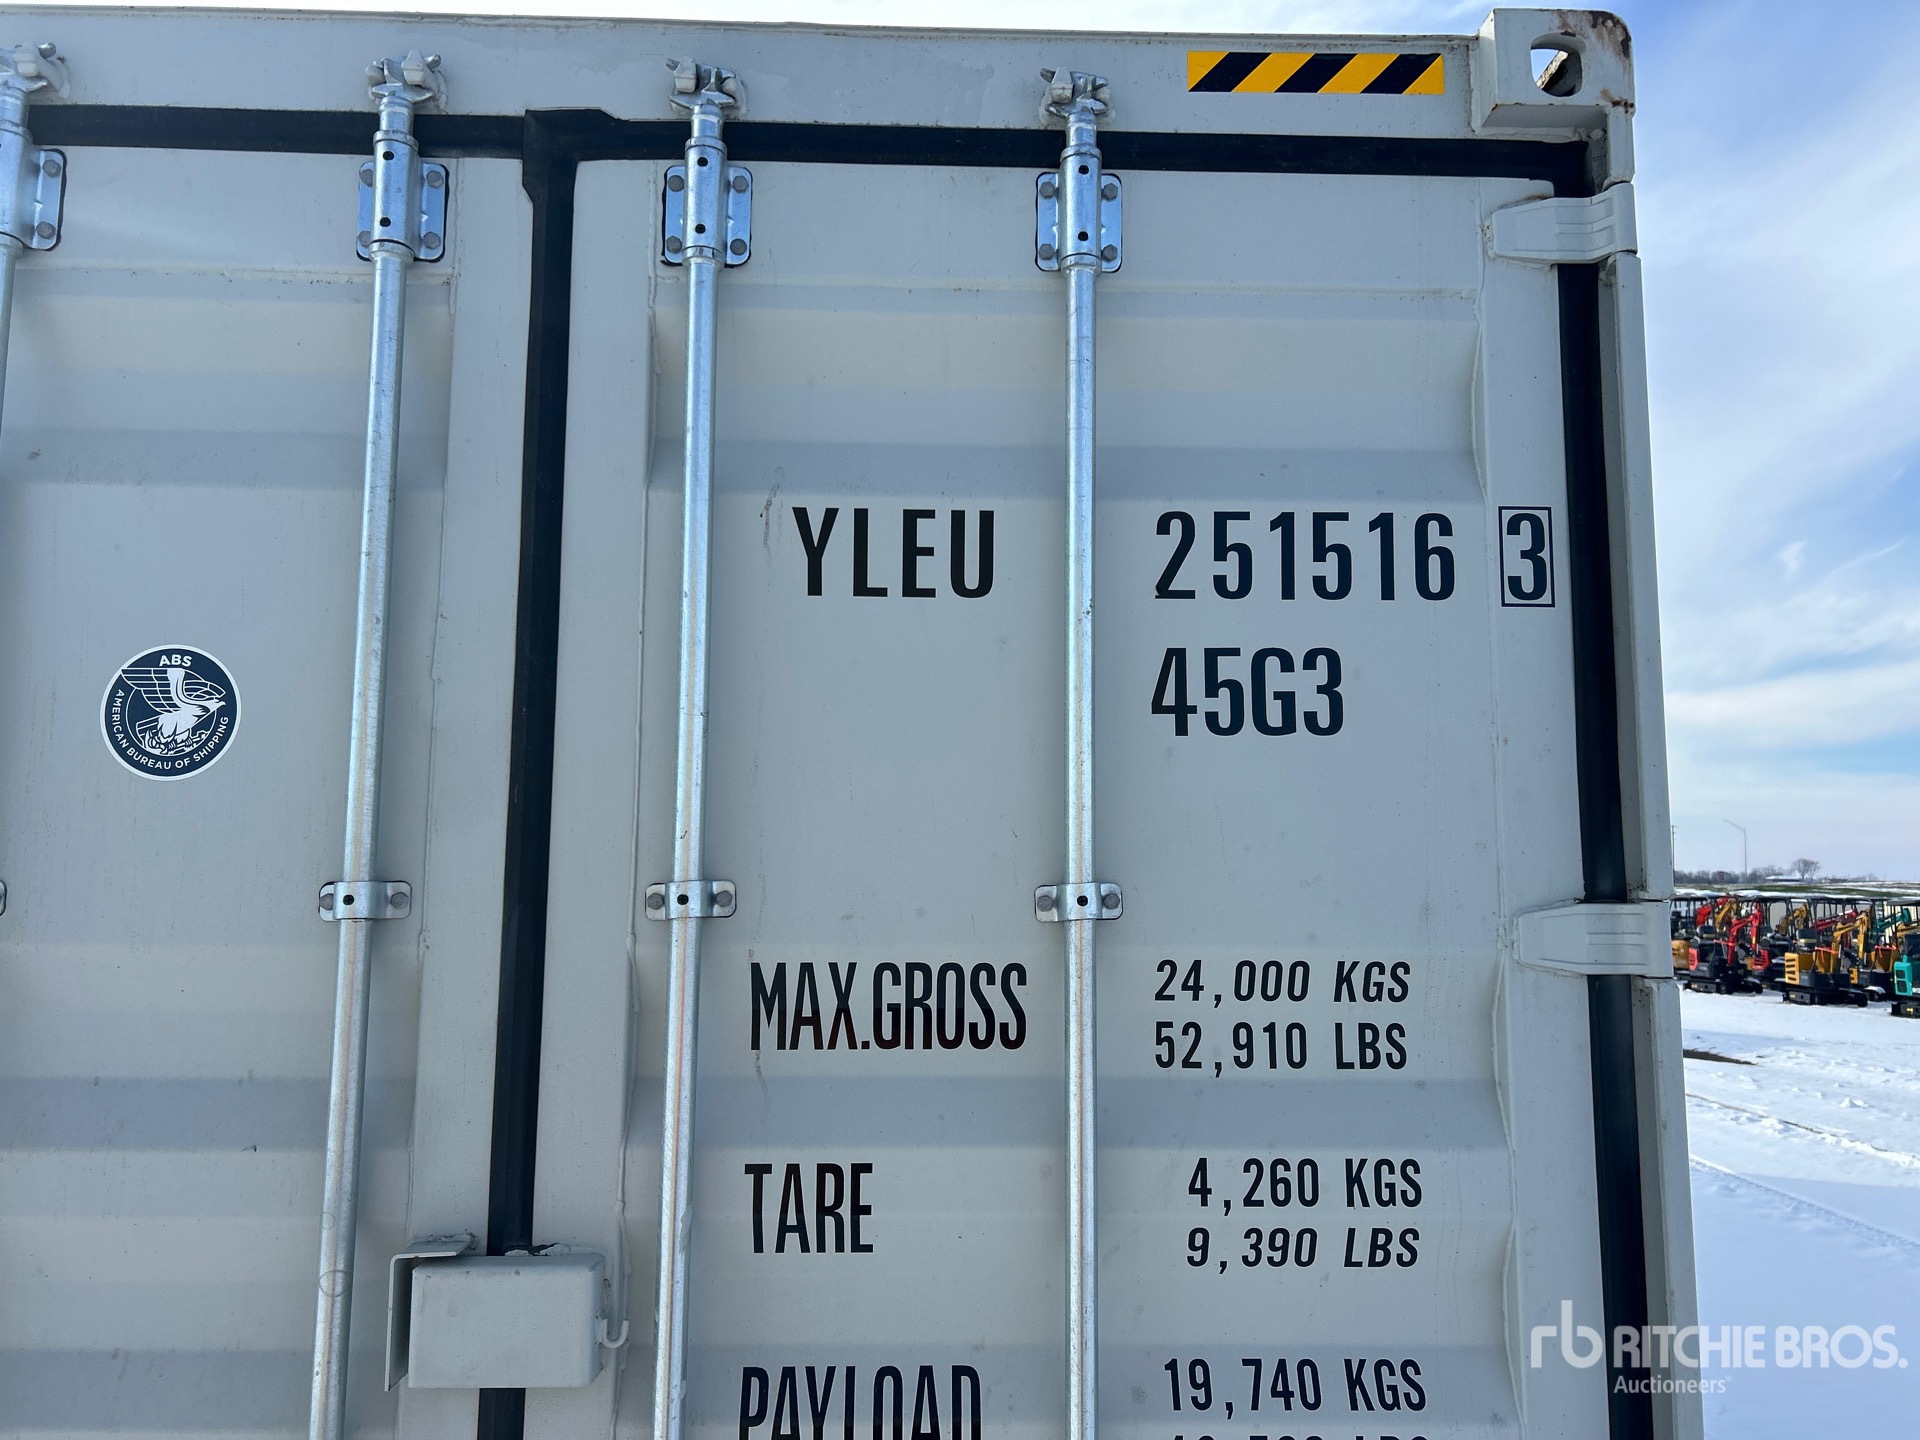 YLEU 251516 3
45G3
ABS
AMERICAN BUREAU OF SHIPPING
MAX.GROSS 24,000 KGS
52,910 LBS
TARE 4,260 KGS
9,390 LBS
PAYLOAD 19,740 KGS
rb RITCHIE BROS.
Auctioneers